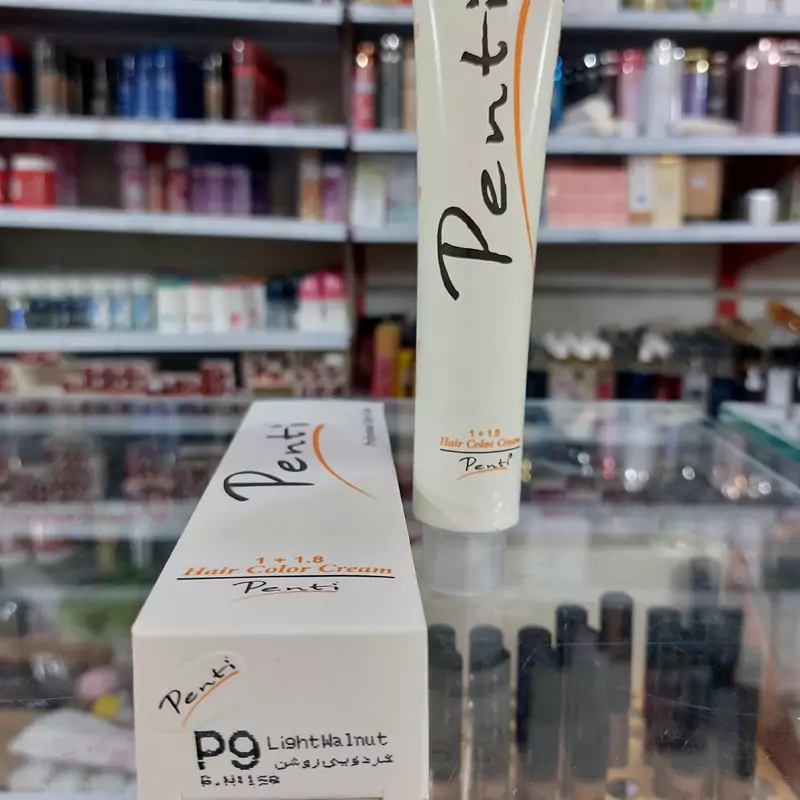 Penti
1 + 1.8
Hair Color Cream
Penti
Penti
1 + 1.8
Hair Color Cream
Penti
Penti
P9 LightWalnut
گردویی روشن